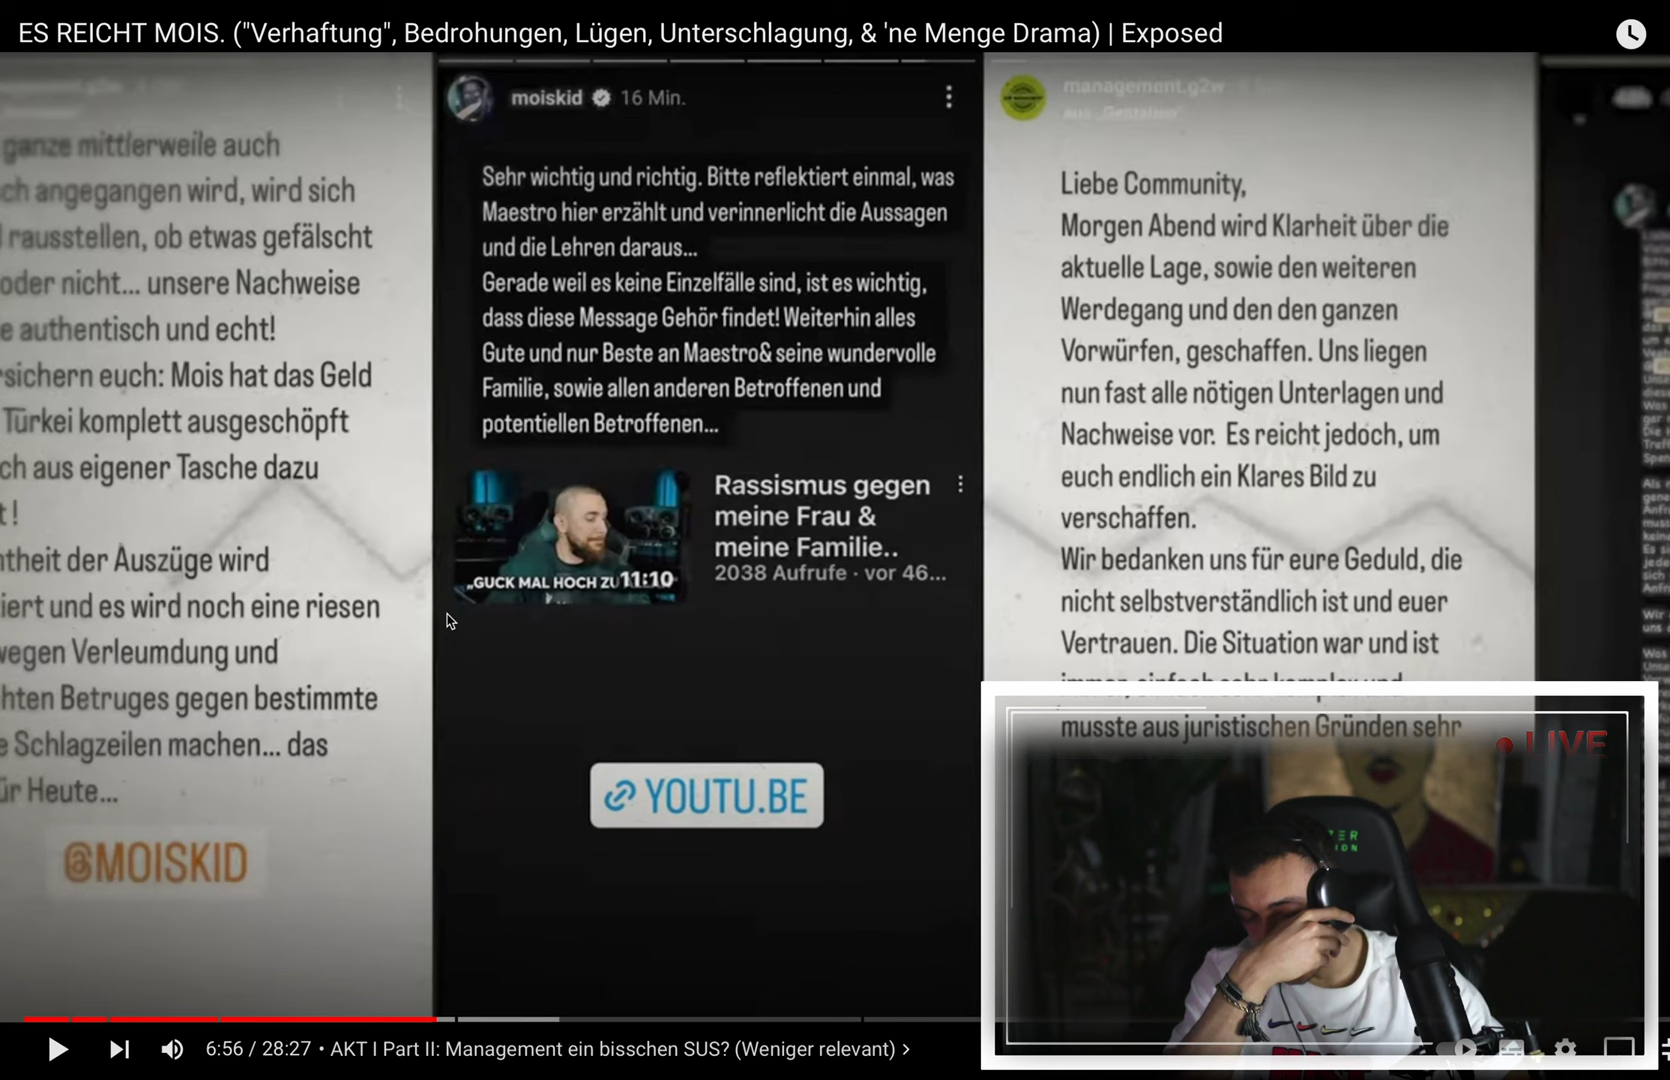 ES REICHT MOIS. ("Verhaftung", Bedrohungen, Lügen, Unterschlagung, & 'ne Menge Drama) | Exposed
ganze mittlerweile auch
ch angegangen wird, wird sich
rausstellen, ob etwas gefälscht
oder nicht... unsere Nachweise
e authentisch und echt!
rsichern euch: Mois hat das Geld
Türkei komplett ausgeschöpft
ch aus eigener Tasche dazu
t !
ntheit der Auszüge wird
iert und es wird noch eine riesen
wegen Verleumdung und
hten Betruges gegen bestimmte
e Schlagzeilen machen... das
ür Heute...
@MOISKID
moiskid 16 Min.
Sehr wichtig und richtig. Bitte reflektiert einmal, was
Maestro hier erzählt und verinnerlicht die Aussagen
und die Lehren daraus...
Gerade weil es keine Einzelfälle sind, ist es wichtig,
dass diese Message Gehör findet! Weiterhin alles
Gute und nur Beste an Maestro& seine wundervolle
Familie, sowie allen anderen Betroffenen und
potentiellen Betroffenen...
„GUCK MAL HOCH ZU
11:10
Rassismus gegen
meine Frau &
meine Familie..
2038 Aufrufe · vor 46...
YOUTU.BE
management.g2w
aus „Gentalion"
Liebe Community,
Morgen Abend wird Klarheit über die
aktuelle Lage, sowie den weiteren
Werdegang und den den ganzen
Vorwürfen, geschaffen. Uns liegen
nun fast alle nötigen Unterlagen und
Nachweise vor. Es reicht jedoch, um
euch endlich ein Klares Bild zu
verschaffen.
Wir bedanken uns für eure Geduld, die
nicht selbstverständlich ist und euer
Vertrauen. Die Situation war und ist
immer, einfach sehr komplex und
musste aus juristischen Gründen sehr
LIVE
6:56 / 28:27 • AKT I Part II: Management ein bisschen SUS? (Weniger relevant) >